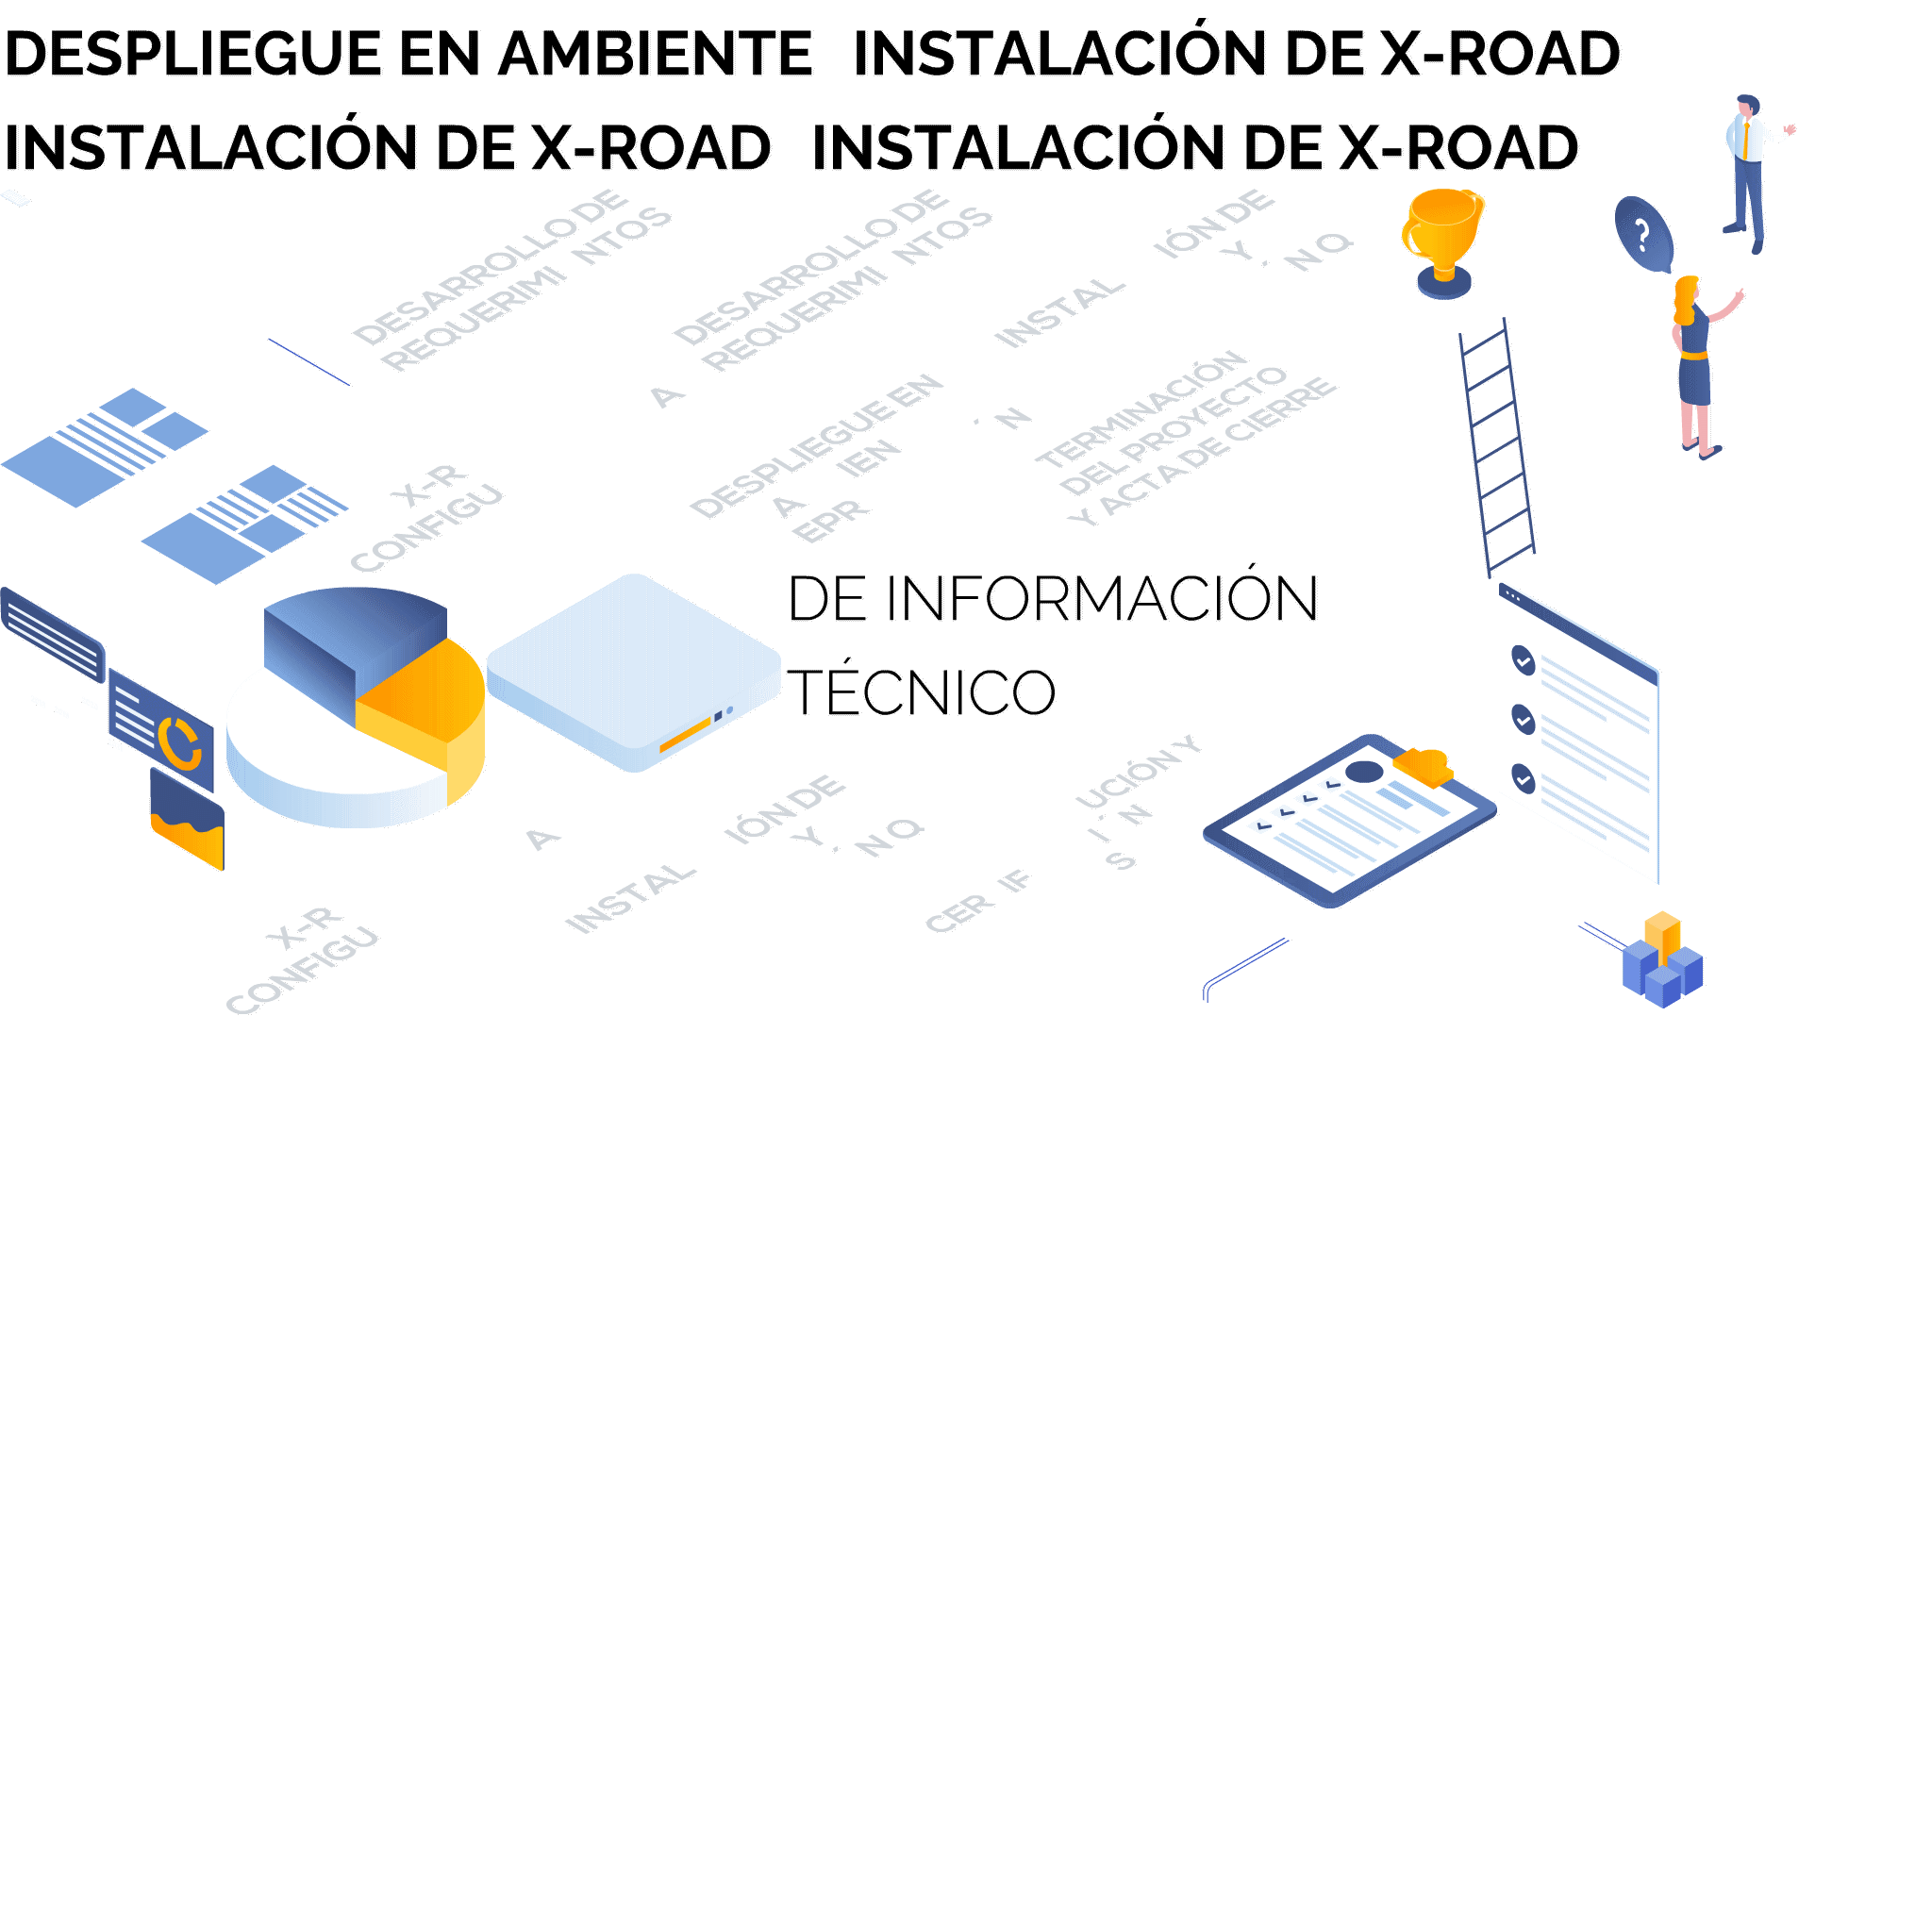 DESPLIEGUE EN AMBIENTE INSTALACIÓN DE X-ROAD
INSTALACIÓN DE X-ROAD INSTALACIÓN DE X-ROAD
DESARROLLO DE
REQUERIMI NTOS
DESARROLLO DE
REQUERIMI NTOS
INSTAL IÓN DE
Y. N Q
?
A
DESPLIEGUE EN
A IEN
ERR
. N
TERMINACIÓN
DEL PROYECTO
Y ACTA DE CIERRE
X-R
CONFIGU
DE INFORMACIÓN
TÉCNICO
A
INSTAL IÓN DE
Y. N Q
UCIÓN Y
I. N
S
CER IF
X-R
CONFIGU